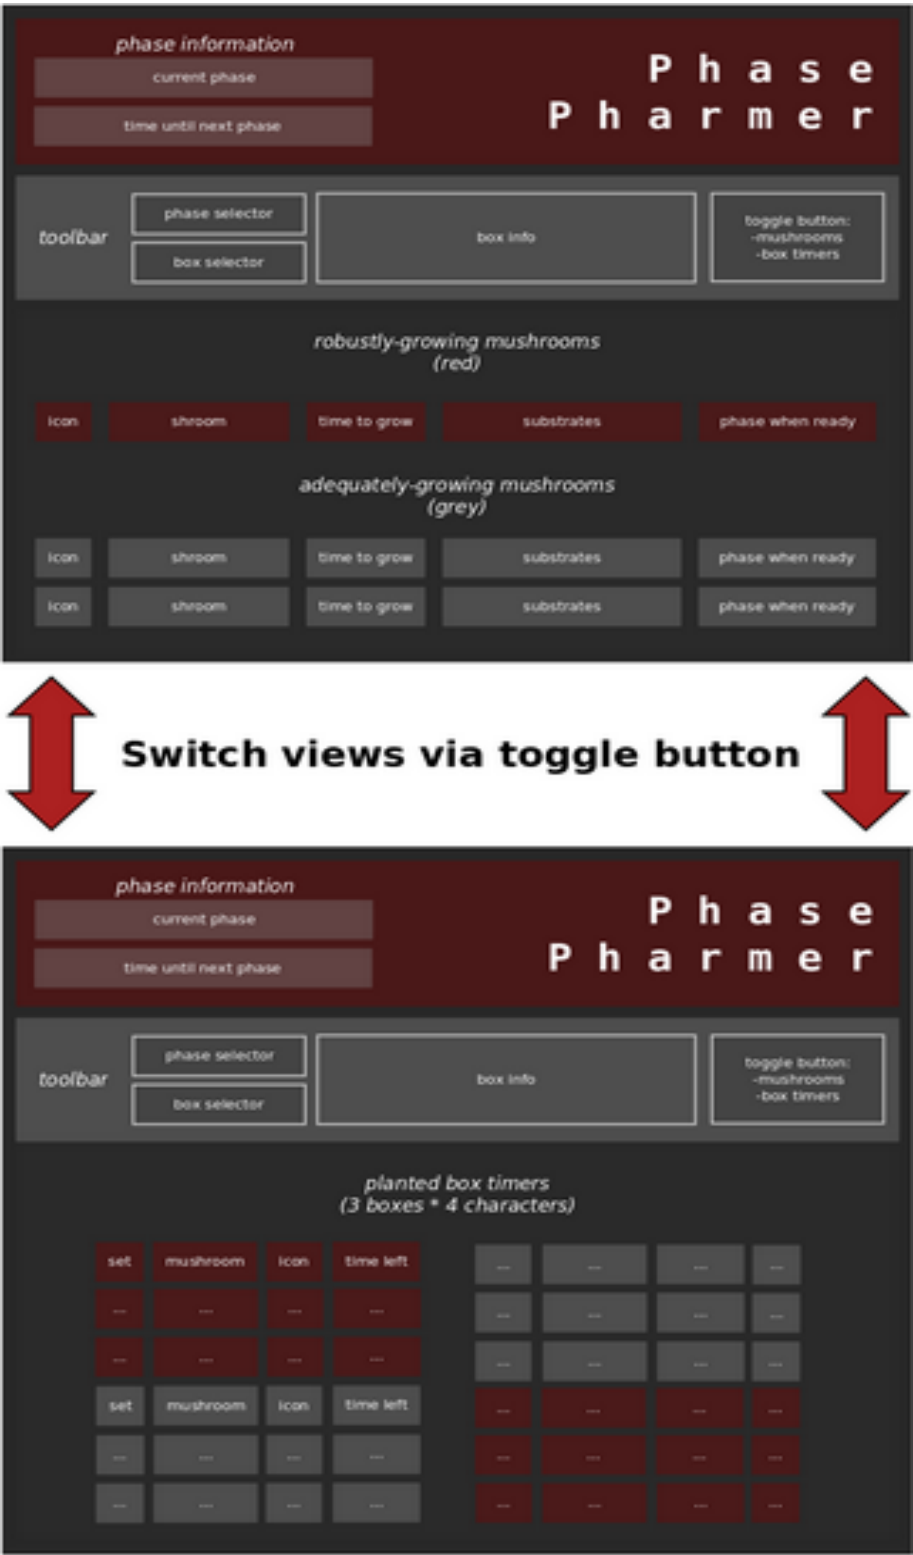 phase information
current phase
time until next phase
P h a s e
P h a r m e r
toolbar
phase selector
box selector
box info
toggle button:
-mushrooms
-box timers
robustly-growing mushrooms
(red)
icon shroom time to grow substrates phase when ready
adequately-growing mushrooms
(grey)
icon shroom time to grow substrates phase when ready
icon shroom time to grow substrates phase when ready
Switch views via toggle button
phase information
current phase
time until next phase
P h a s e
P h a r m e r
toolbar
phase selector
box selector
box info
toggle button:
-mushrooms
-box timers
planted box timers
(3 boxes * 4 characters)
set mushroom icon time left
... ... ... ...
... ... ... ...
set mushroom icon time left
... ... ... ...
... ... ... ...
... ... ... ...
... ... ... ...
... ... ... ...
... ... ... ...
... ... ... ...
... ... ... ...